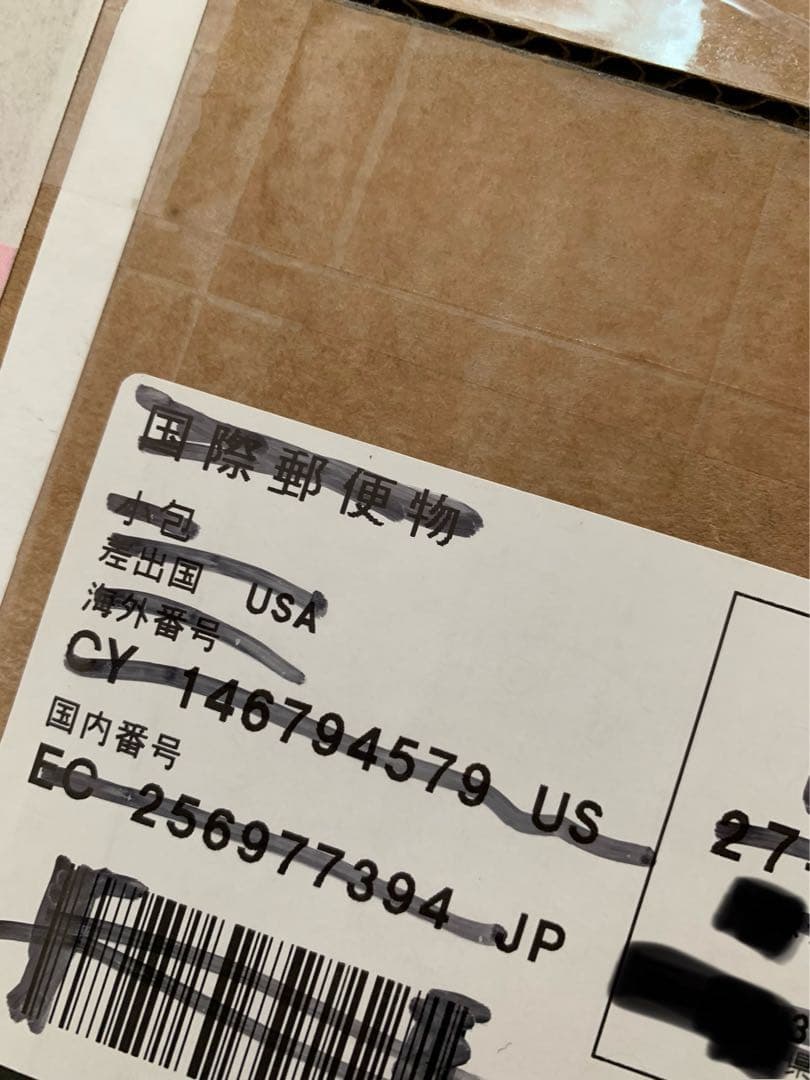 国際郵便物
小包
差出国 USA
海外番号
CY 146794579 US
国内番号
EC 256977394 JP
27